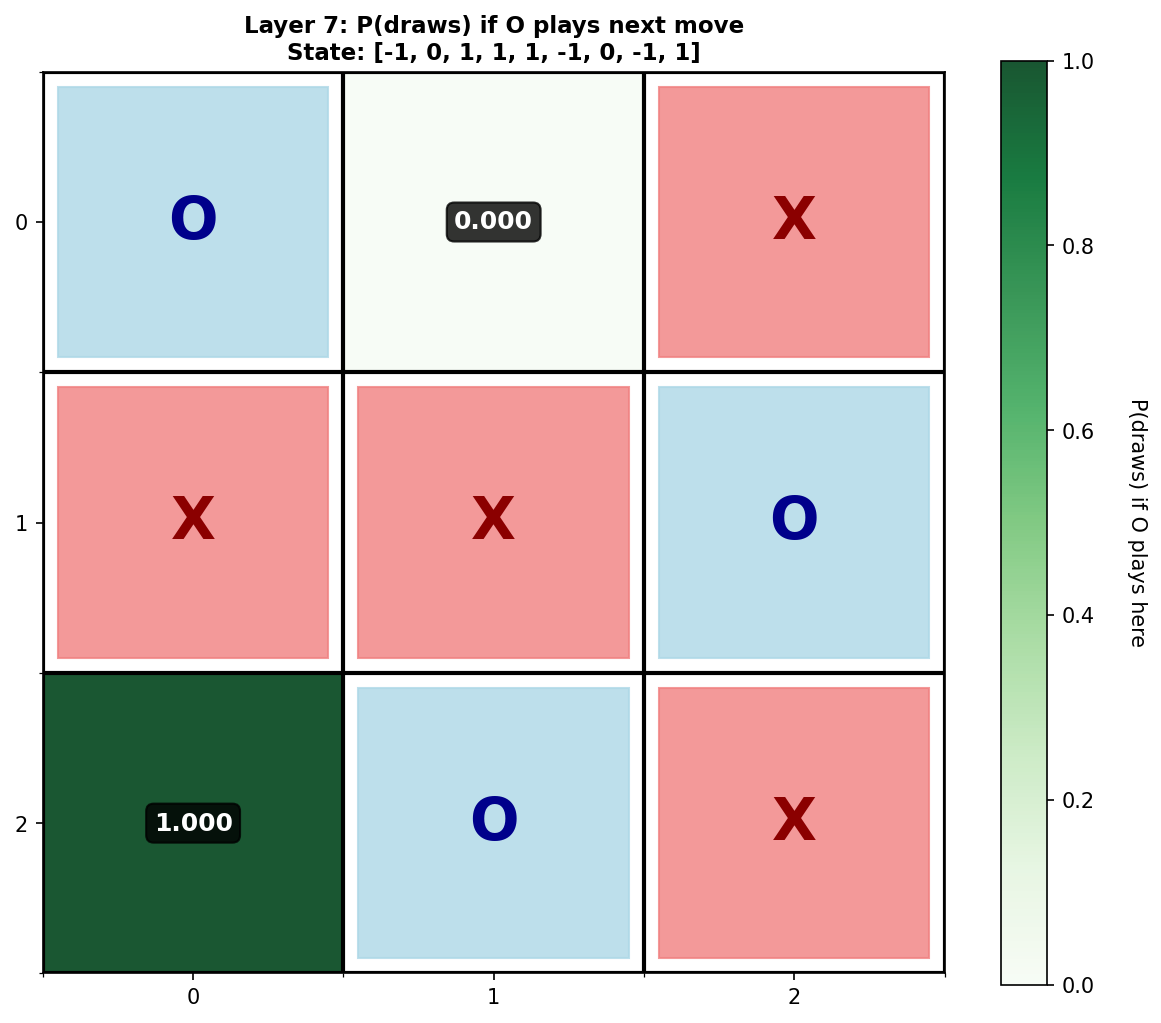 Layer 7: P(draws) if O plays next move
State: [-1, 0, 1, 1, 1, -1, 0, -1, 1]
O
0.000
X
X
X
O
1.000
O
X
0
1
2
0
1
2
1.0
0.8
0.6
0.4
0.2
0.0
P(draws) if O plays here